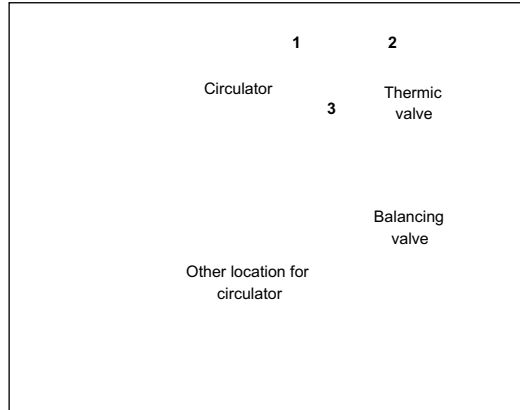 1 2
Circulator
Thermic
valve
3
Balancing
valve
Other location for
circulator